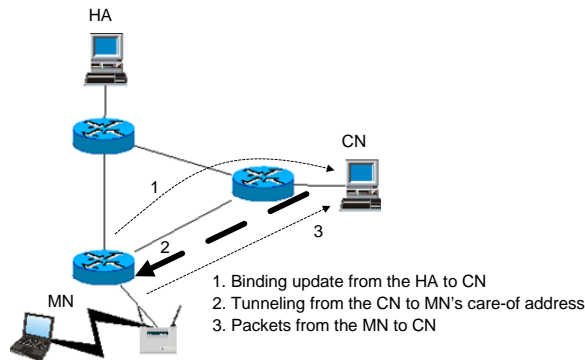 HA
CN
1
2
3
MN
1. Binding update from the HA to CN
2. Tunneling from the CN to MN's care-of address
3. Packets from the MN to CN